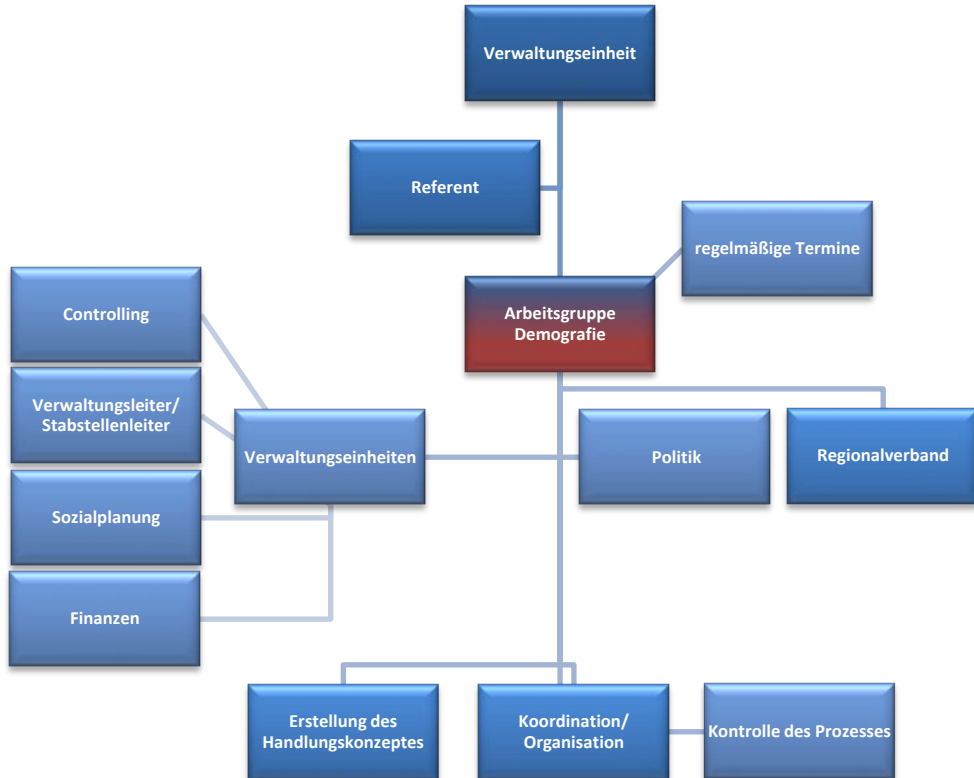 Verwaltungseinheit
Referent
regelmäßige Termine
Arbeitsgruppe
Demografie
Controlling
Verwaltungsleiter/
Stabstellenleiter
Verwaltungseinheiten
Politik
Regionalverband
Sozialplanung
Finanzen
Erstellung des
Handlungskonzeptes
Koordination/
Organisation
Kontrolle des Prozesses